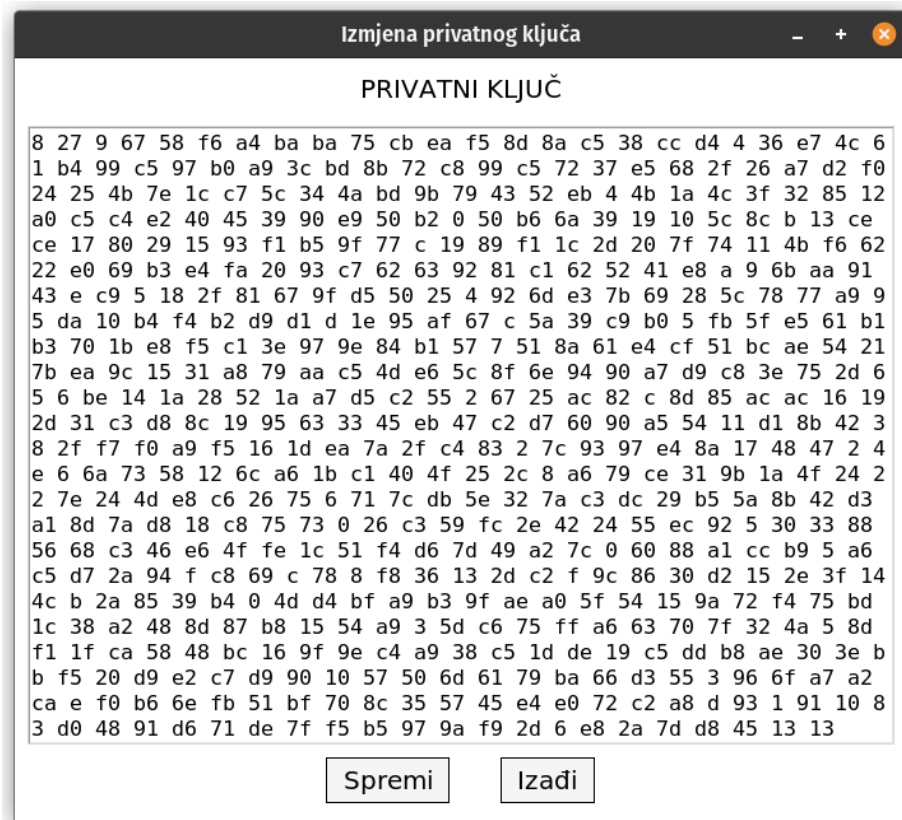 Izmjena privatnog ključa
PRIVATNI KLJUČ
8 27 9 67 58 f6 a4 ba ba 75 cb ea f5 8d 8a c5 38 cc d4 4 36 e7 4c 6
1 b4 99 c5 97 b0 a9 3c bd 8b 72 c8 99 c5 72 37 e5 68 2f 26 a7 d2 f0
24 25 4b 7e 1c c7 5c 34 4a bd 9b 79 43 52 eb 4 4b 1a 4c 3f 32 85 12
a0 c5 c4 e2 40 45 39 90 e9 50 b2 0 50 b6 6a 39 19 10 5c 8c b 13 ce
ce 17 80 29 15 93 f1 b5 9f 77 c 19 89 f1 1c 2d 20 7f 74 11 4b f6 62
22 e0 69 b3 e4 fa 20 93 c7 62 63 92 81 c1 62 52 41 e8 a 9 6b aa 91
43 e c9 5 18 2f 81 67 9f d5 50 25 4 92 6d e3 7b 69 28 5c 78 77 a9 9
5 da 10 b4 f4 b2 d9 d1 d 1e 95 af 67 c 5a 39 c9 b0 5 fb 5f e5 61 b1
b3 70 1b e8 f5 c1 3e 97 9e 84 b1 57 7 51 8a 61 e4 cf 51 bc ae 54 21
7b ea 9c 15 31 a8 79 aa c5 4d e6 5c 8f 6e 94 90 a7 d9 c8 3e 75 2d 6
5 6 be 14 1a 28 52 1a a7 d5 c2 55 2 67 25 ac 82 c 8d 85 ac ac 16 19
2d 31 c3 d8 8c 19 95 63 33 45 eb 47 c2 d7 60 90 a5 54 11 d1 8b 42 3
8 2f f7 f0 a9 f5 16 1d ea 7a 2f c4 83 2 7c 93 97 e4 8a 17 48 47 2 4
e 6 6a 73 58 12 6c a6 1b c1 40 4f 25 2c 8 a6 79 ce 31 9b 1a 4f 24 2
2 7e 24 4d e8 c6 26 75 6 71 7c db 5e 32 7a c3 dc 29 b5 5a 8b 42 d3
a1 8d 7a d8 18 c8 75 73 0 26 c3 59 fc 2e 42 24 55 ec 92 5 30 33 88
56 68 c3 46 e6 4f fe 1c 51 f4 d6 7d 49 a2 7c 0 60 88 a1 cc b9 5 a6
c5 d7 2a 94 f c8 69 c 78 8 f8 36 13 2d c2 f 9c 86 30 d2 15 2e 3f 14
4c b 2a 85 39 b4 0 4d d4 bf a9 b3 9f ae a0 5f 54 15 9a 72 f4 75 bd
1c 38 a2 48 8d 87 b8 15 54 a9 3 5d c6 75 ff a6 63 70 7f 32 4a 5 8d
f1 1f ca 58 48 bc 16 9f 9e c4 a9 38 c5 1d de 19 c5 dd b8 ae 30 3e b
b f5 20 d9 e2 c7 d9 90 10 57 50 6d 61 79 ba 66 d3 55 3 96 6f a7 a2
ca e f0 b6 6e fb 51 bf 70 8c 35 57 45 e4 e0 72 c2 a8 d 93 1 91 10 8
3 d0 48 91 d6 71 de 7f f5 b5 97 9a f9 2d 6 e8 2a 7d d8 45 13 13
Spremi Izađi